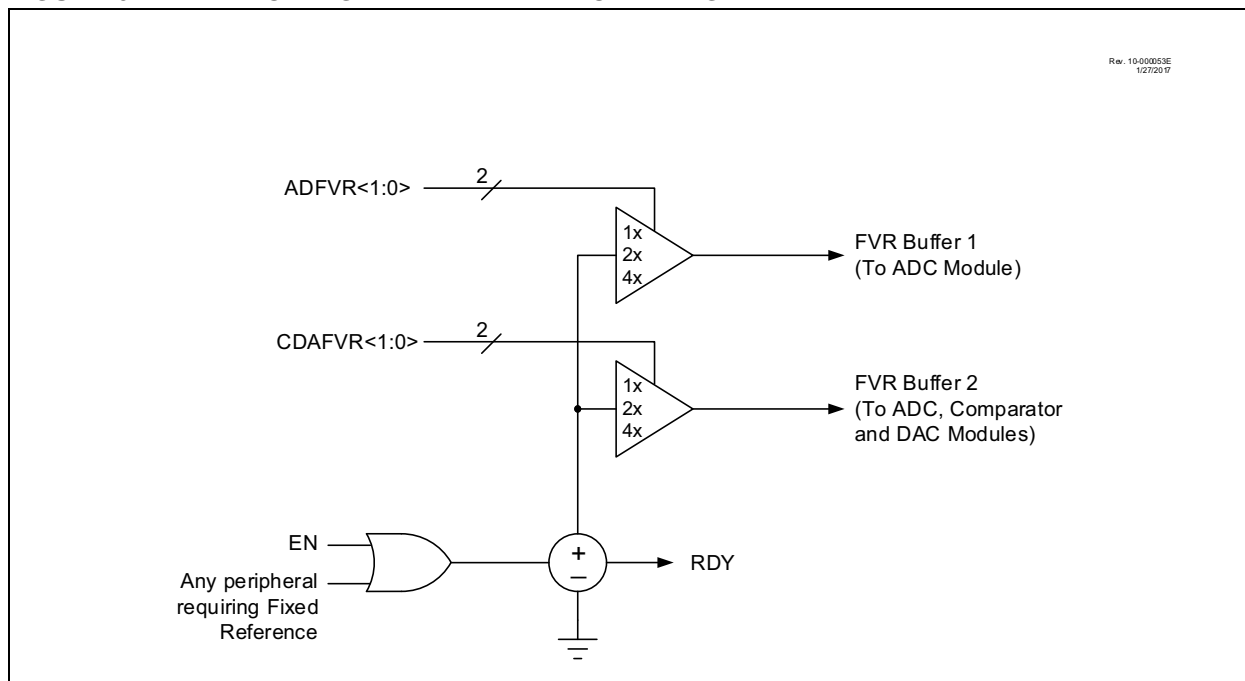 Rev. 10-000053E
1/27/2017
ADFVR<1:0>
2
1x
2x
4x
FVR Buffer 1
(To ADC Module)
CDAFVR<1:0>
2
1x
2x
4x
FVR Buffer 2
(To ADC, Comparator
and DAC Modules)
EN
+
−
RDY
Any peripheral
requiring Fixed
Reference